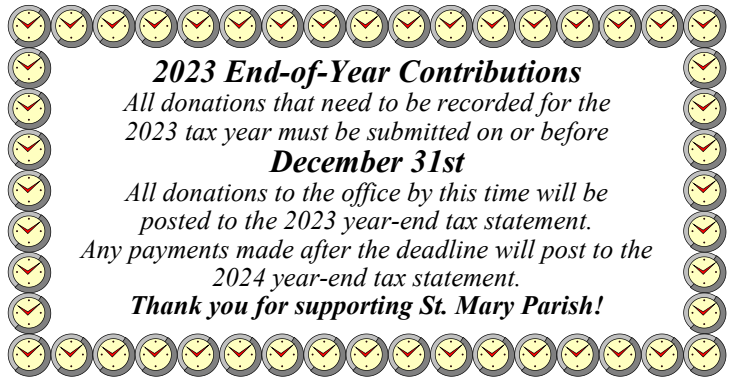 2023 End-of-Year Contributions
All donations that need to be recorded for the
2023 tax year must be submitted on or before
December 31st
All donations to the office by this time will be
posted to the 2023 year-end tax statement.
Any payments made after the deadline will post to the
2024 year-end tax statement.
Thank you for supporting St. Mary Parish!